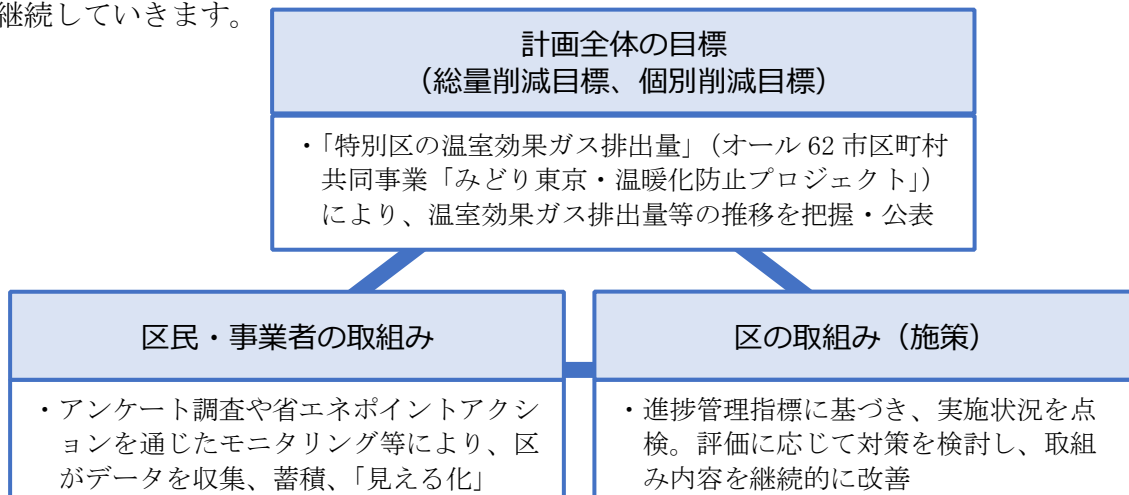 継続していきます。
計画全体の目標
（総量削減目標、個別削減目標）
・「特別区の温室効果ガス排出量」（オール 62 市区町村
共同事業「みどり東京・温暖化防止プロジェクト」）
により、温室効果ガス排出量等の推移を把握・公表
区民・事業者の取組み
・アンケート調査や省エネポイントアクシ
ョンを通じたモニタリング等により、区
がデータを収集、蓄積、「見える化」
区の取組み（施策）
・進捗管理指標に基づき、実施状況を点
検。評価に応じて対策を検討し、取組
み内容を継続的に改善